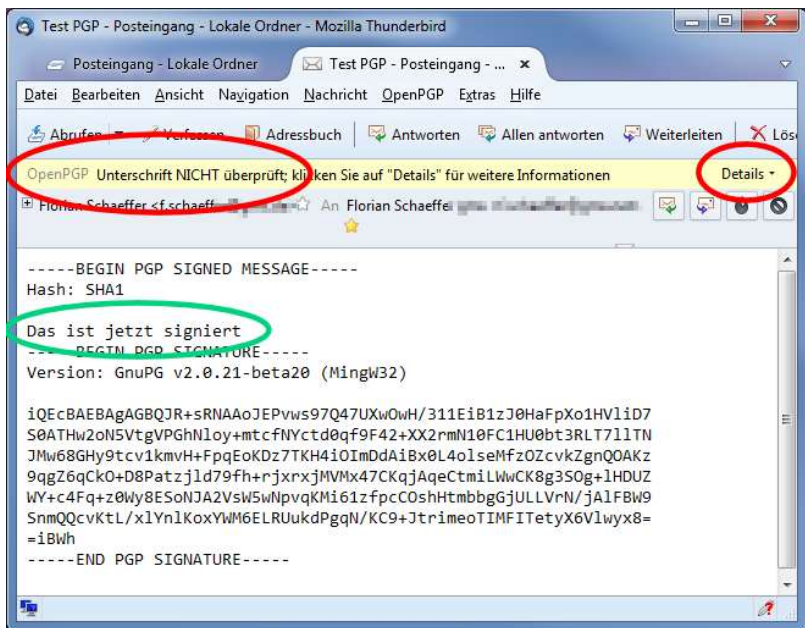 Test PGP - Posteingang - Lokale Ordner - Mozilla Thunderbird
Posteingang - Lokale Ordner
Test PGP - Posteingang - ...
Datei Bearbeiten Ansicht Navigation Nachricht OpenPGP Extras Hilfe
Abrufen Verfassen Adressbuch Antworten Allen antworten Weiterleiten Lös
OpenPGP Unterschrift NICHT überprüft; klicken Sie auf "Details" für weitere Informationen Details
Florian Schaeffer <f.schaeff An Florian Schaeffe
-----BEGIN PGP SIGNED MESSAGE-----
Hash: SHA1
Das ist jetzt signiert
-----BEGIN PGP SIGNATURE-----
Version: GnuPG v2.0.21-beta20 (MingW32)
iQEcBAEBAgAGBQJR+sRNAAoJEPvws97Q47UXwOwH/311EiB1zJ0HaFpXo1HVliD7
S0ATHw2oN5VtgVPGhNloy+mtcfNYctd0qf9F42+XX2rmN10FC1HU0bt3RLT7llTN
JMw68GHy9tcv1kmvH+FpqEoKDz7TKH4iOImDdAiBx0L4olseMfzOZcvkZgnQOAKz
9qgZ6qCkO+D8Patzjld79fh+rjxrxjMVMx47CKqjAqeCtmiLWwCK8g3SOg+lHDUZ
WY+c4Fq+z0Wy8ESoNJA2VsW5wNpvqKMi61zfpcCOshHtmbbgGjULLVrN/jAlFBW9
SnmQQcvKtL/xlYnlKoxYWM6ELRUukdPgqN/KC9+JtrimeoTIMFITetyX6Vlwyx8=
=iBWh
-----END PGP SIGNATURE-----